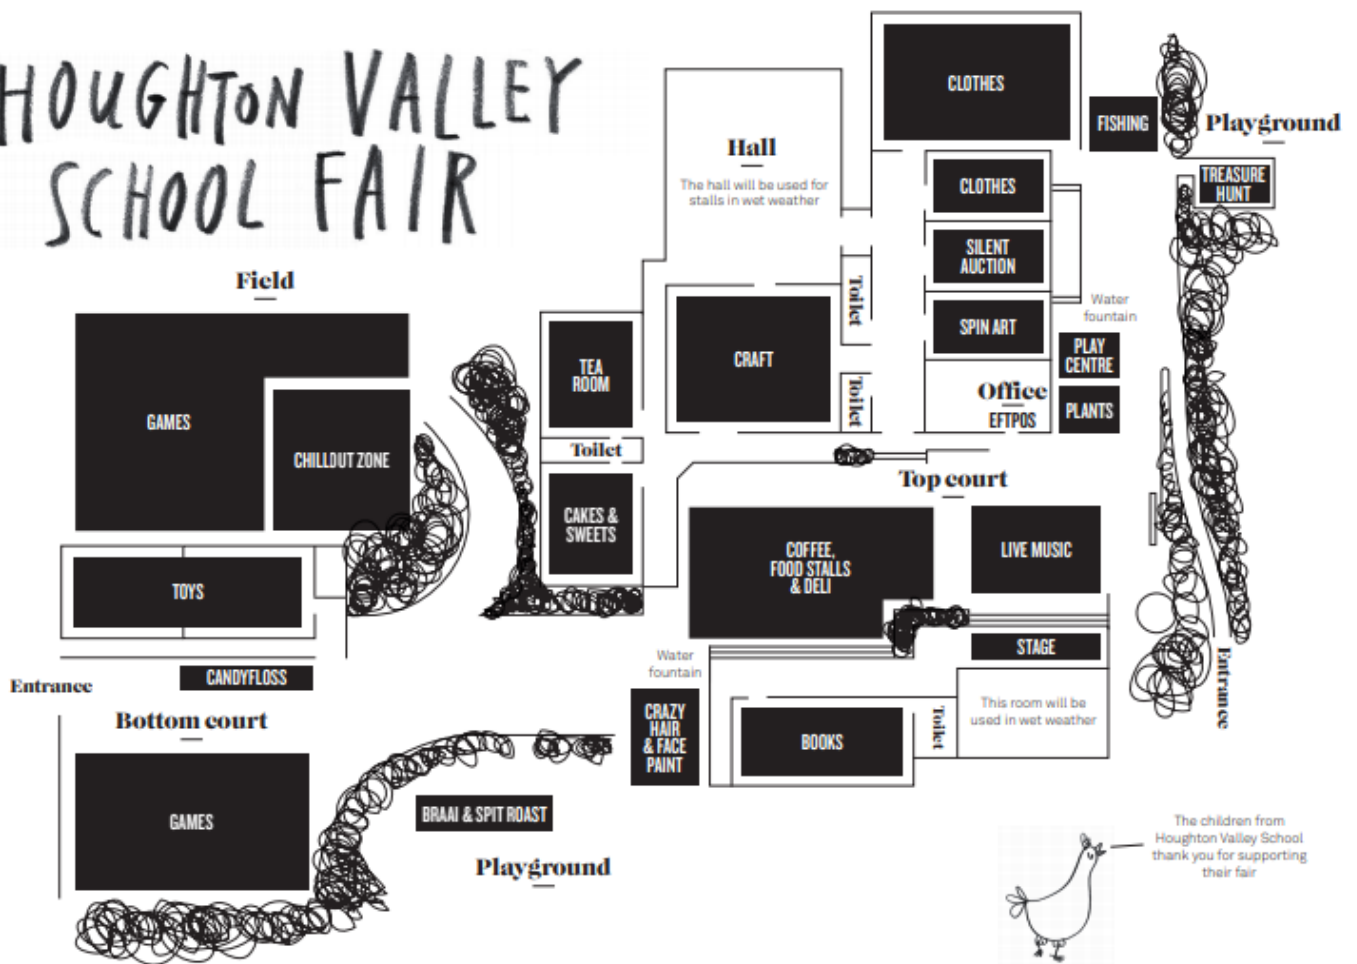 HOUGHTON VALLEY
SCHOOL FAIR
CLOTHES
FISHING
Playground
Hall
The hall will be used for
stalls in wet weather
TREASURE
HUNT
CLOTHES
SILENT
AUCTION
Field
Toilet
Water
fountain
SPIN ART
TEA
ROOM
CRAFT
PLAY
CENTRE
GAMES
Toilet
Office
EFTPOS
PLANTS
CHILLOUT ZONE
Toilet
Top court
CAKES &
SWEETS
COFFEE,
FOOD STALLS
& DELI
LIVE MUSIC
TOYS
STAGE
Water
fountain
Entrance
CANDYFLOSS
Entrance
Bottom court
CRAZY
HAIR
& FACE
PAINT
This room will be
used in wet weather
Toilet
BOOKS
GAMES
BRAAI & SPIT ROAST
Playground
The children from
Houghton Valley School
thank you for supporting
their fair